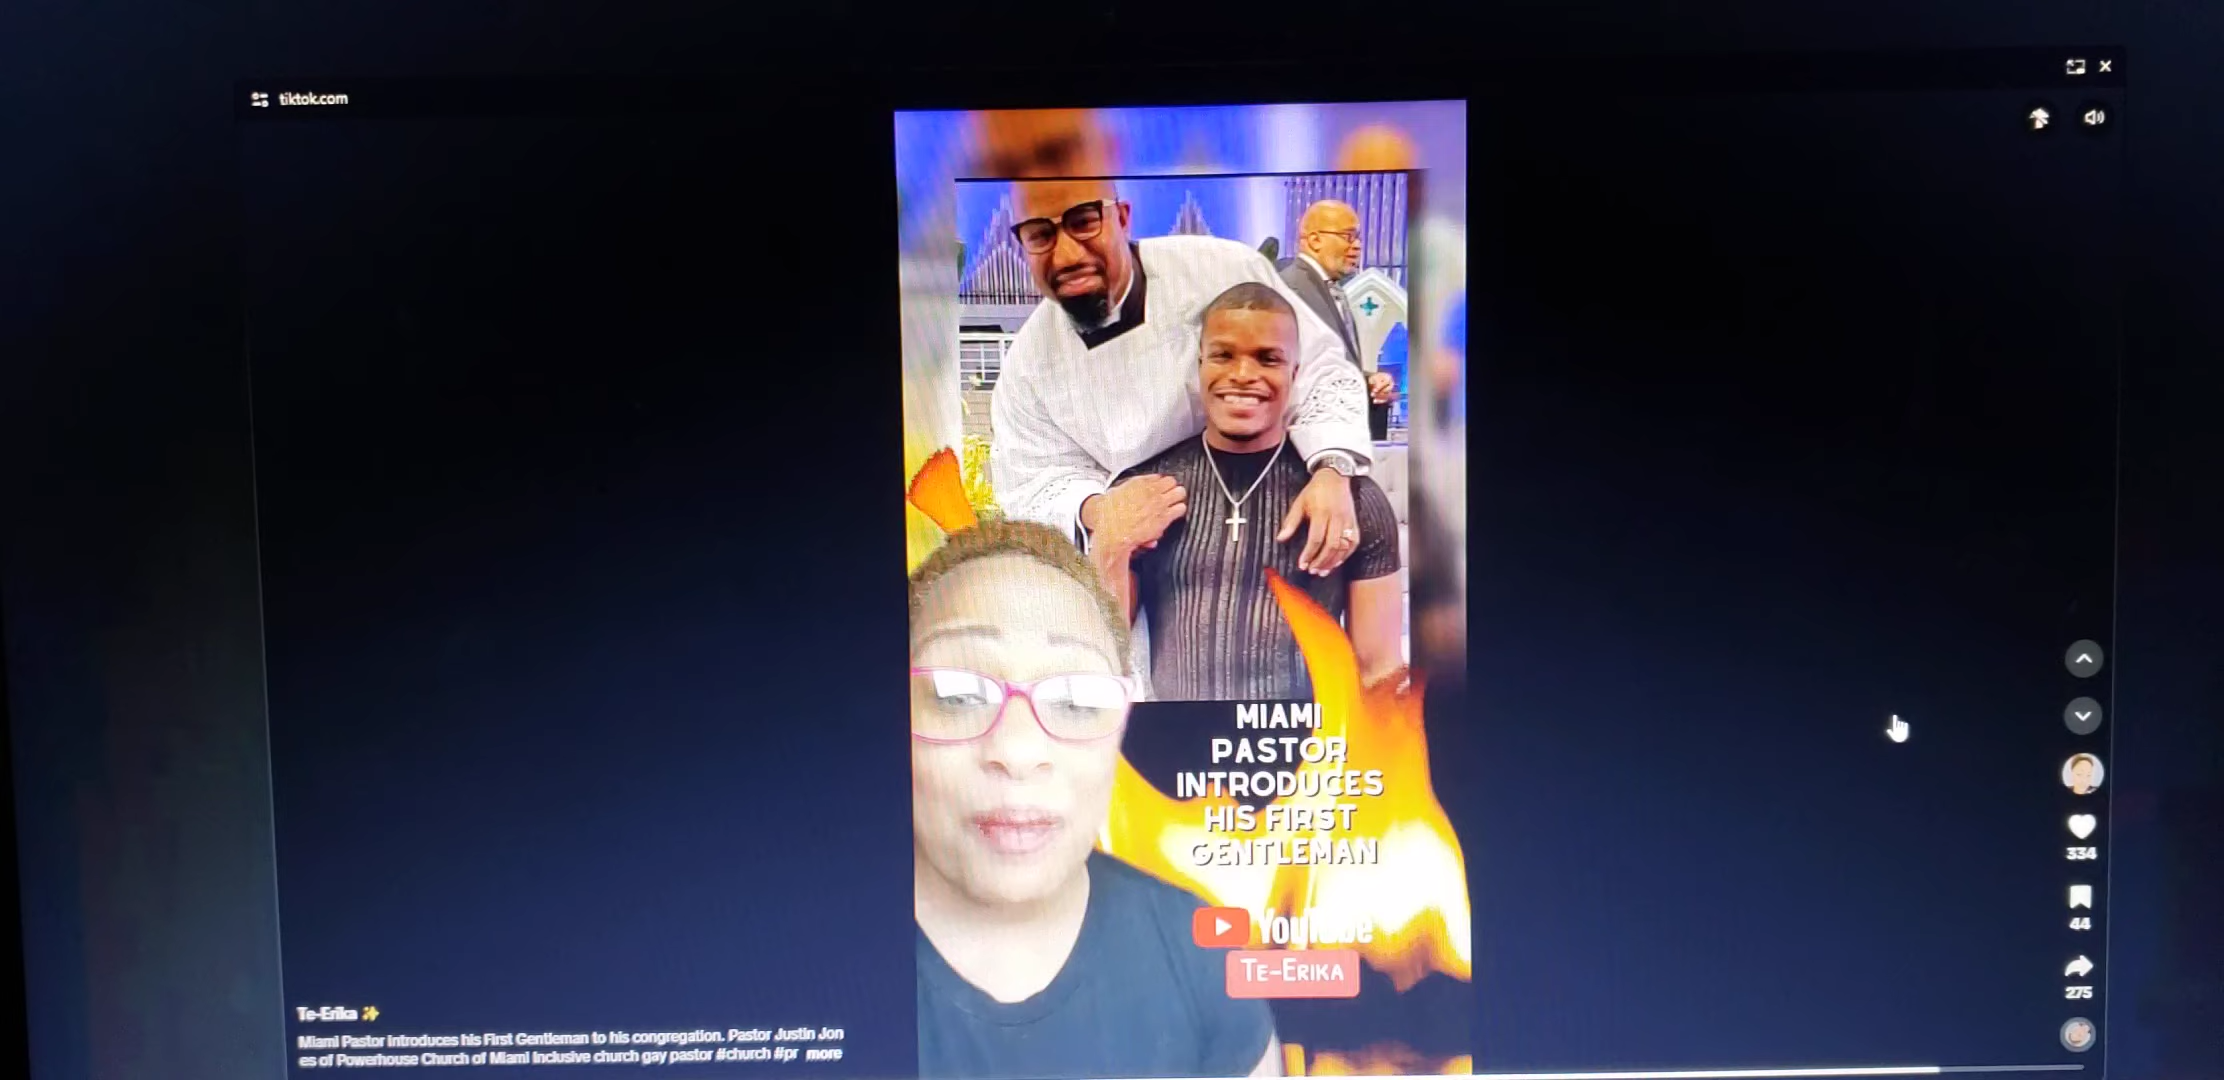 tiktok.com
MIAMI
PASTOR
INTRODUCES
HIS FIRST
GENTLEMAN
YouTube
TE-ERIKA
334
44
275
Te-Erika
Miami Pastor Introduces his First Gentleman to his congregation. Pastor Justin Jon
es of Powerhouse Church of Miami Inclusive church gay pastor #church #pr more